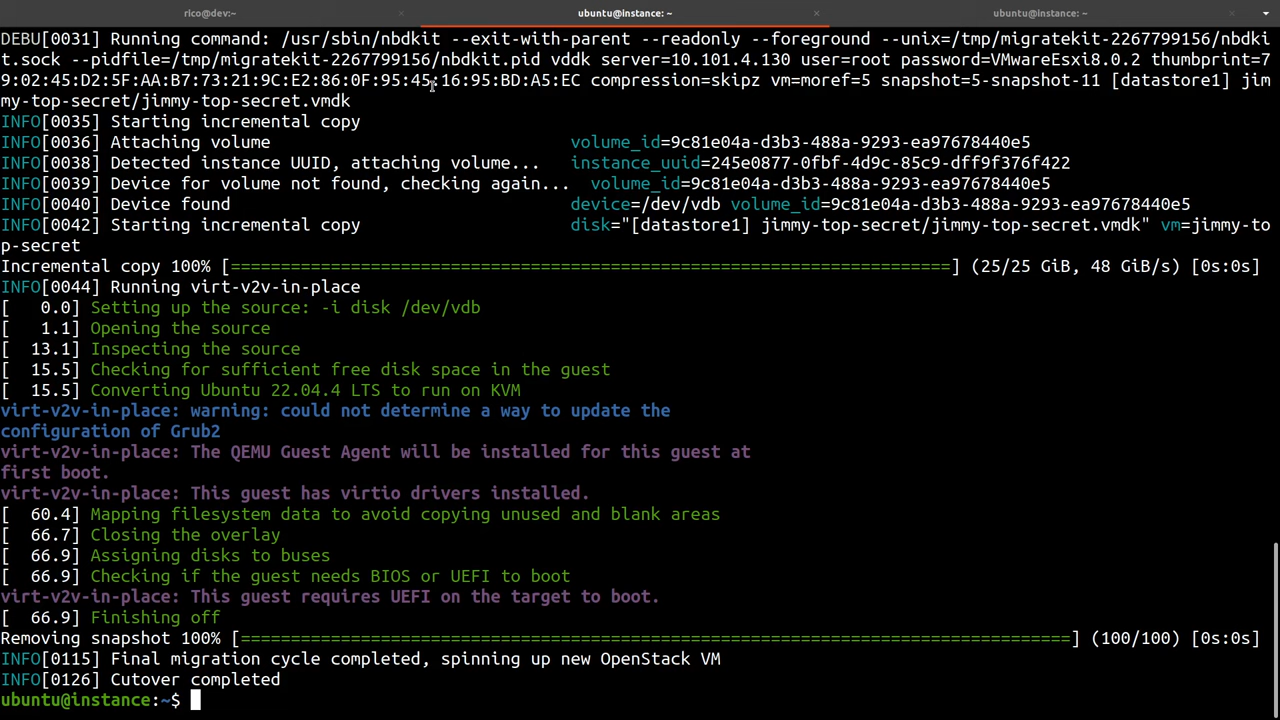 rico@dev:~ × ubuntu@instance: ~ × ubuntu@instance: ~ ×
DEBU[0031] Running command: /usr/sbin/nbdkit --exit-with-parent --readonly --foreground --unix=/tmp/migratekit-2267799156/nbdki
t.sock --pidfile=/tmp/migratekit-2267799156/nbdkit.pid vddk server=10.101.4.130 user=root password=VMwareEsxi8.0.2 thumbprint=7
9:02:45:D2:5F:AA:B7:73:21:9C:E2:86:0F:95:45:16:95:BD:A5:EC compression=skipz vm=moref=5 snapshot=5-snapshot-11 [datastore1] jim
my-top-secret/jimmy-top-secret.vmdk
INFO[0035] Starting incremental copy
INFO[0036] Attaching volume volume_id=9c81e04a-d3b3-488a-9293-ea97678440e5
INFO[0038] Detected instance UUID, attaching volume... instance_uuid=245e0877-0fbf-4d9c-85c9-dff9f376f422
INFO[0039] Device for volume not found, checking again... volume_id=9c81e04a-d3b3-488a-9293-ea97678440e5
INFO[0040] Device found device=/dev/vdb volume_id=9c81e04a-d3b3-488a-9293-ea97678440e5
INFO[0042] Starting incremental copy disk="[datastore1] jimmy-top-secret/jimmy-top-secret.vmdk" vm=jimmy-to
p-secret
Incremental copy 100% [========================================================================] (25/25 GiB, 48 GiB/s) [0s:0s]
INFO[0044] Running virt-v2v-in-place
[   0.0] Setting up the source: -i disk /dev/vdb
[   1.1] Opening the source
[  13.1] Inspecting the source
[  15.5] Checking for sufficient free disk space in the guest
[  15.5] Converting Ubuntu 22.04.4 LTS to run on KVM
virt-v2v-in-place: warning: could not determine a way to update the
configuration of Grub2
virt-v2v-in-place: The QEMU Guest Agent will be installed for this guest at
first boot.
virt-v2v-in-place: This guest has virtio drivers installed.
[  60.4] Mapping filesystem data to avoid copying unused and blank areas
[  66.7] Closing the overlay
[  66.9] Assigning disks to buses
[  66.9] Checking if the guest needs BIOS or UEFI to boot
virt-v2v-in-place: This guest requires UEFI on the target to boot.
[  66.9] Finishing off
Removing snapshot 100% [===================================================================================] (100/100) [0s:0s]
INFO[0115] Final migration cycle completed, spinning up new OpenStack VM
INFO[0126] Cutover completed
ubuntu@instance:~$